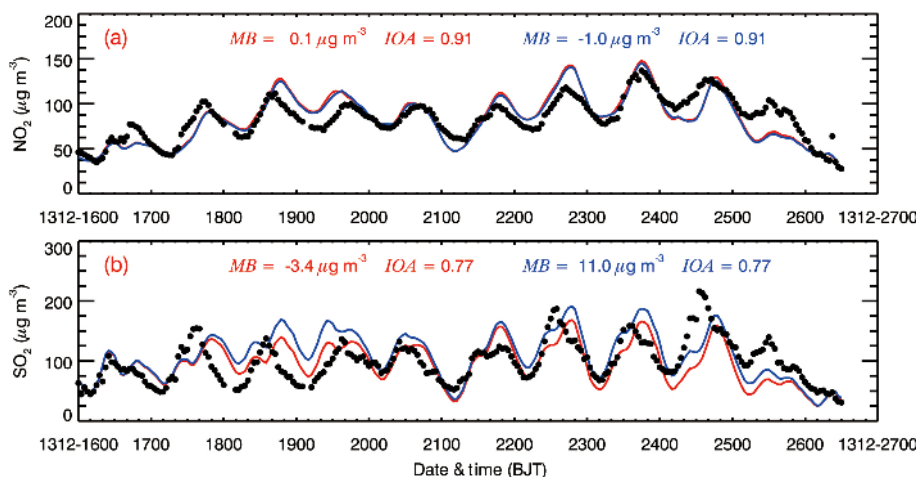 (a) MB = 0.1 μg m⁻³ IOA = 0.91 MB = -1.0 μg m⁻³ IOA = 0.91
200
150
100
50
0
NO₂ (μg m⁻³)
1312-1600 1700 1800 1900 2000 2100 2200 2300 2400 2500 2600 1312-2700
(b) MB = -3.4 μg m⁻³ IOA = 0.77 MB = 11.0 μg m⁻³ IOA = 0.77
300
200
100
0
SO₂ (μg m⁻³)
1312-1600 1700 1800 1900 2000 2100 2200 2300 2400 2500 2600 1312-2700
Date & time (BJT)